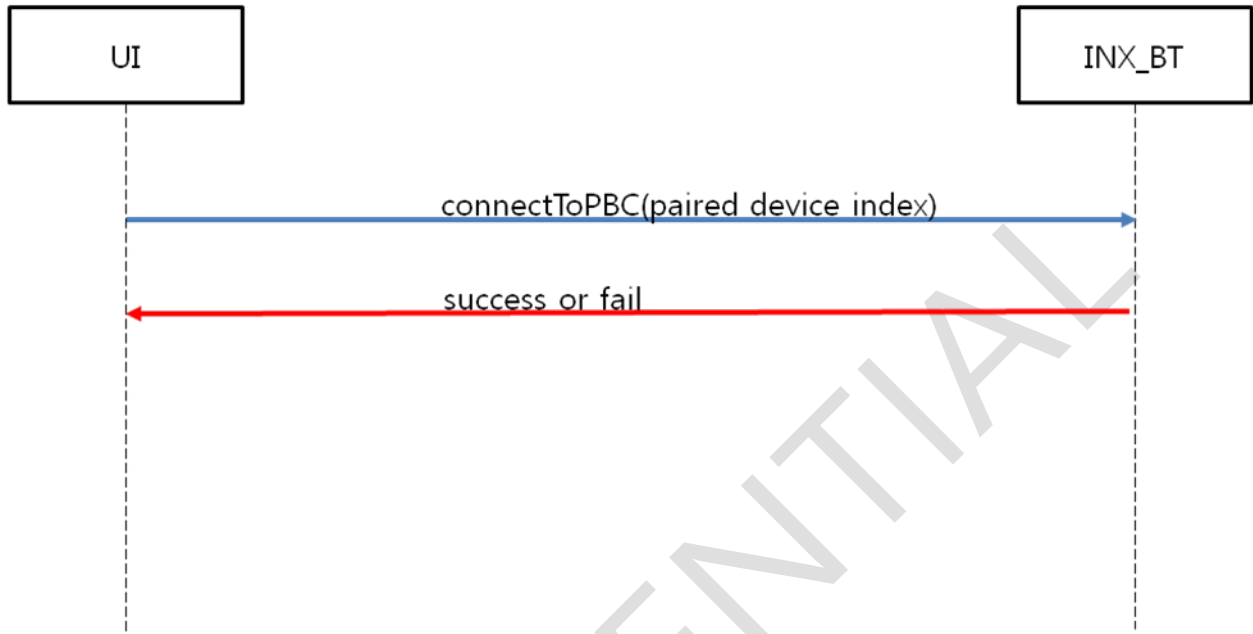 UI
INX_BT
connectToPBC(paired device index)
success or fail
ENTIAL